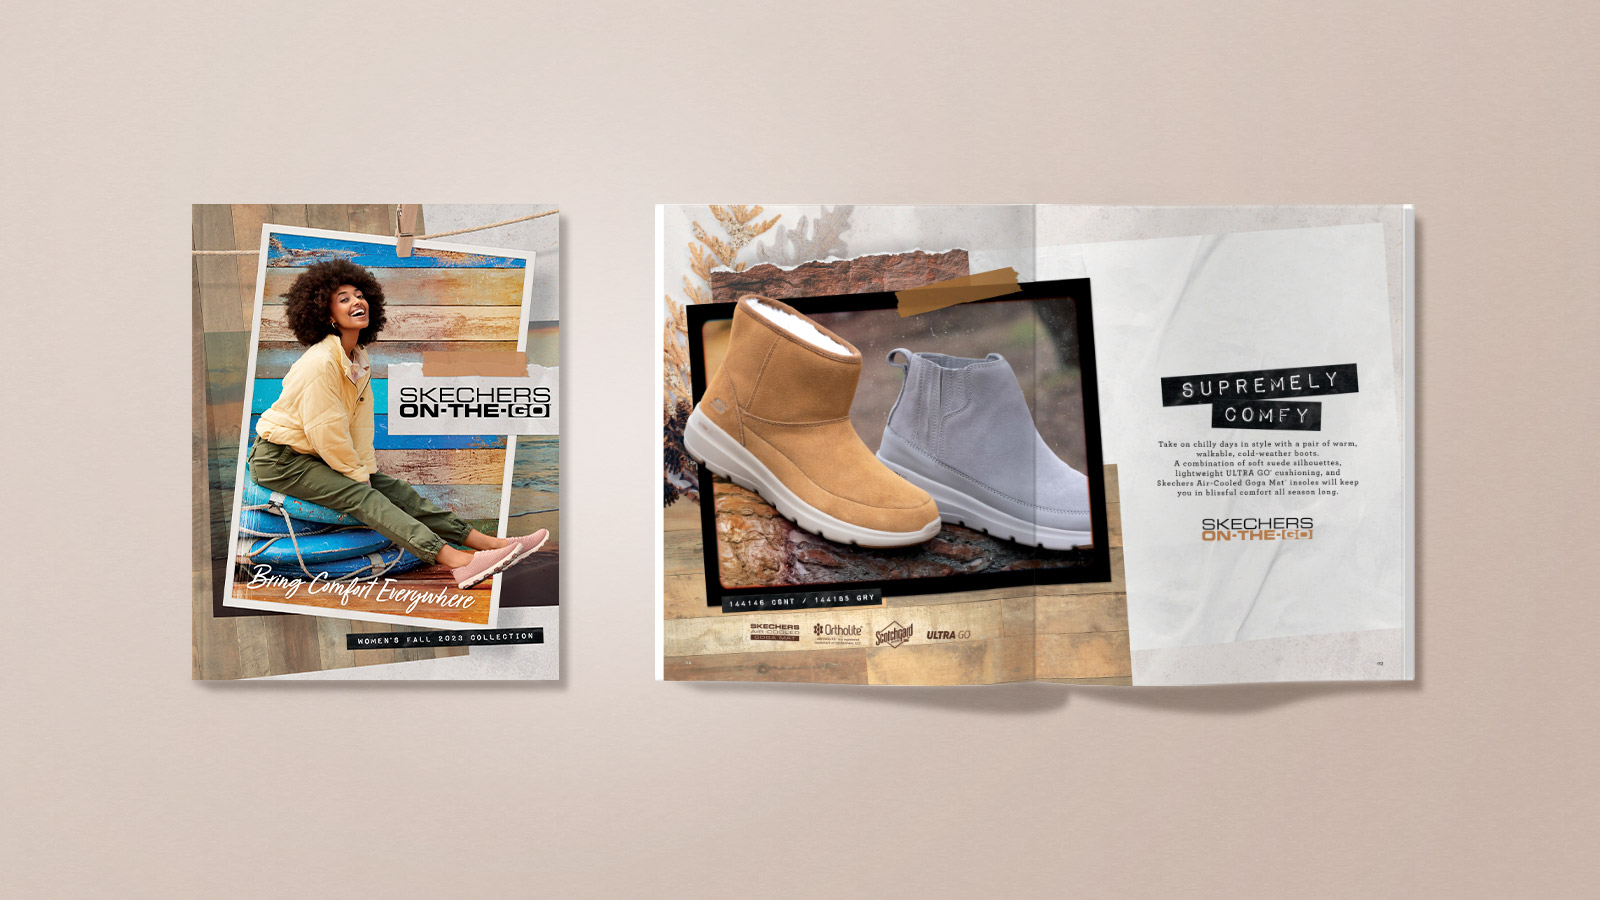 SKECHERS
ON-THE-GO
Bring Comfort Everywhere
WOMEN'S FALL 2023 COLLECTION
144146 CSNT / 144185 GRY
SKECHERS
AIR-COOLED
GOGA MAT
Ortholite
Scotchgard
ULTRA GO
SUPREMELY
COMFY
Take on chilly days in style with a pair of warm,
walkable, cold-weather boots.
A combination of soft suede silhouettes,
lightweight ULTRA GO® cushioning, and
Skechers Air-Cooled Goga Mat™ insoles will keep
you in blissful comfort all season long.
SKECHERS
ON-THE-GO